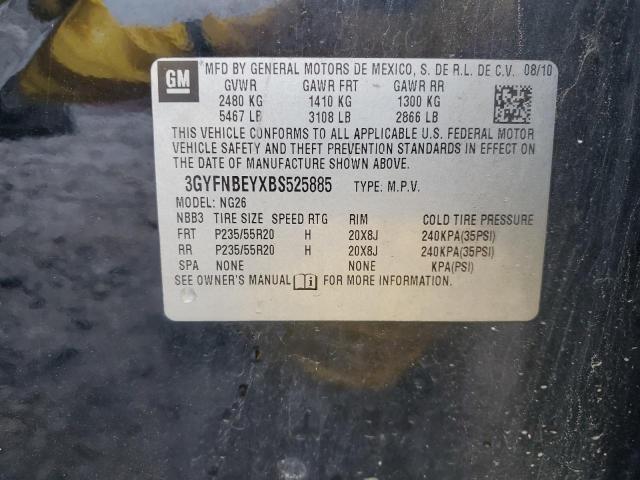 GM MFD BY GENERAL MOTORS DE MEXICO, S. DE R.L. DE C.V. 08/10
GVWR GAWR FRT GAWR RR
2480 KG 1410 KG 1300 KG
5467 LB 3108 LB 2866 LB
THIS VEHICLE CONFORMS TO ALL APPLICABLE U.S. FEDERAL MOTOR
VEHICLE SAFETY AND THEFT PREVENTION STANDARDS IN EFFECT ON
THE DATE OF MANUFACTURE SHOWN ABOVE.
3GYFNBEYXBS525885 TYPE: M.P.V.
MODEL: NG26
NBB3 TIRE SIZE SPEED RTG RIM COLD TIRE PRESSURE
FRT P235/55R20 H 20X8J 240KPA(35PSI)
RR P235/55R20 H 20X8J 240KPA(35PSI)
SPA NONE NONE KPA(PSI)
SEE OWNER'S MANUAL i FOR MORE INFORMATION.